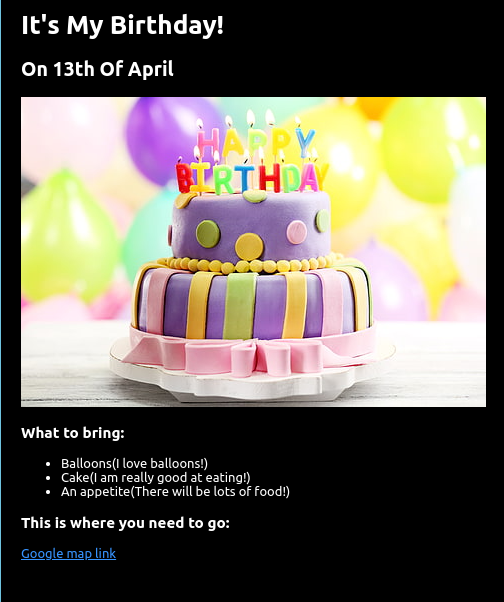 It's My Birthday!
On 13th Of April
HAPPY
BIRTHDAY
What to bring:
Balloons(I love balloons!)
Cake(I am really good at eating!)
An appetite(There will be lots of food!)
This is where you need to go:
Google map link